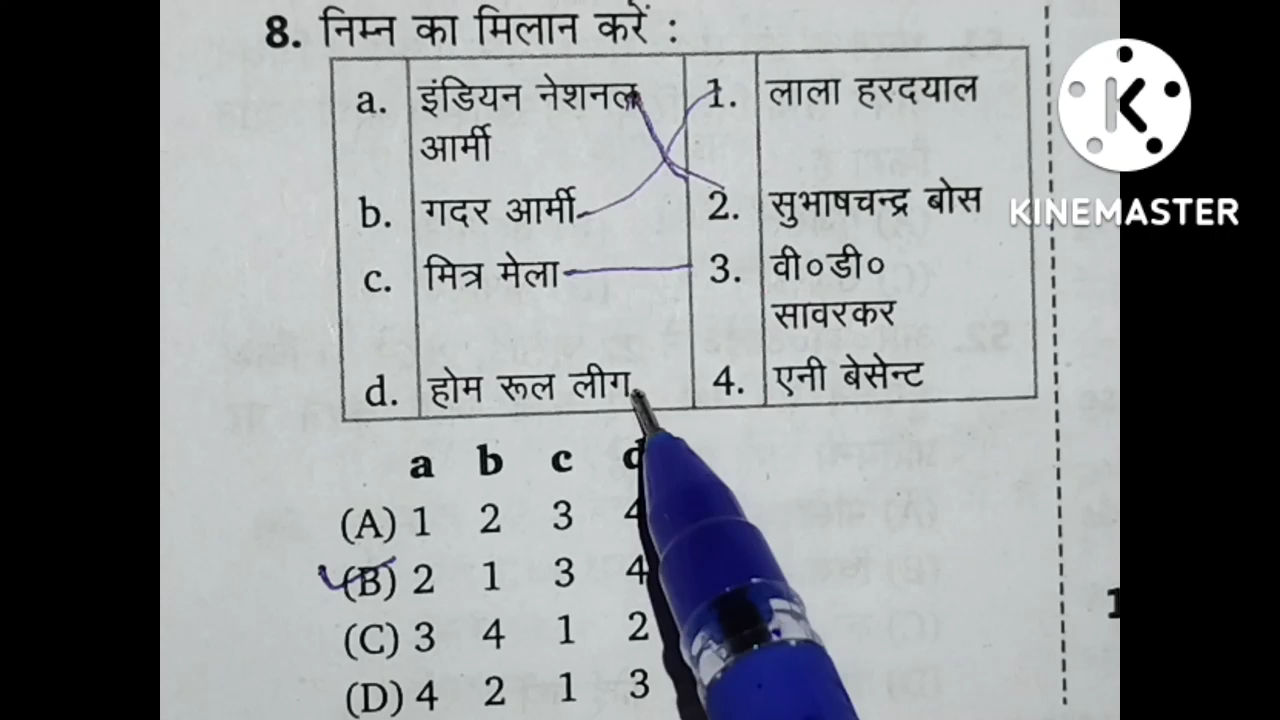 8. निम्न का मिलान करें :
a. इंडियन नेशनल 1. लाला हरदयाल
आर्मी
b. गदर आर्मी 2. सुभाषचन्द्र बोस
c. मित्र मेला 3. वी०डी०
सावरकर
d. होम रूल लीग 4. एनी बेसेन्ट
a b c d
(A) 1 2 3 4
(B) 2 1 3 4
(C) 3 4 1 2
(D) 4 2 1 3
KINEMASTER